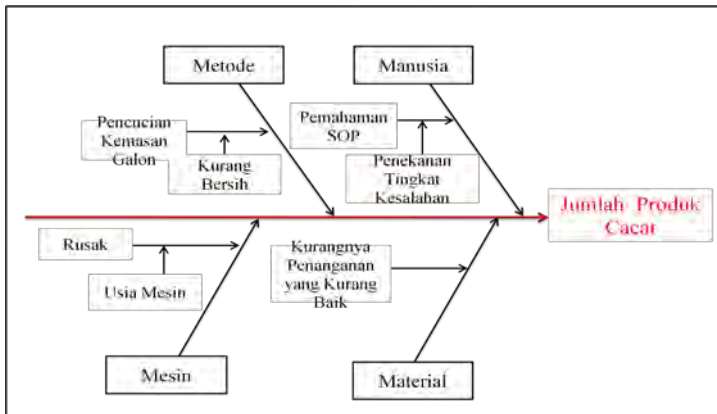 Metode
Manusia
Pencucian
Kemasan
Galon
Kurang
Bersih
Pemahaman
SOP
Penekanan
Tingkat
Kesalahan
Jumlah Produk
Cacat
Rusak
Usia Mesin
Kurangnya
Penanganan
yang Kurang
Baik
Mesin
Material